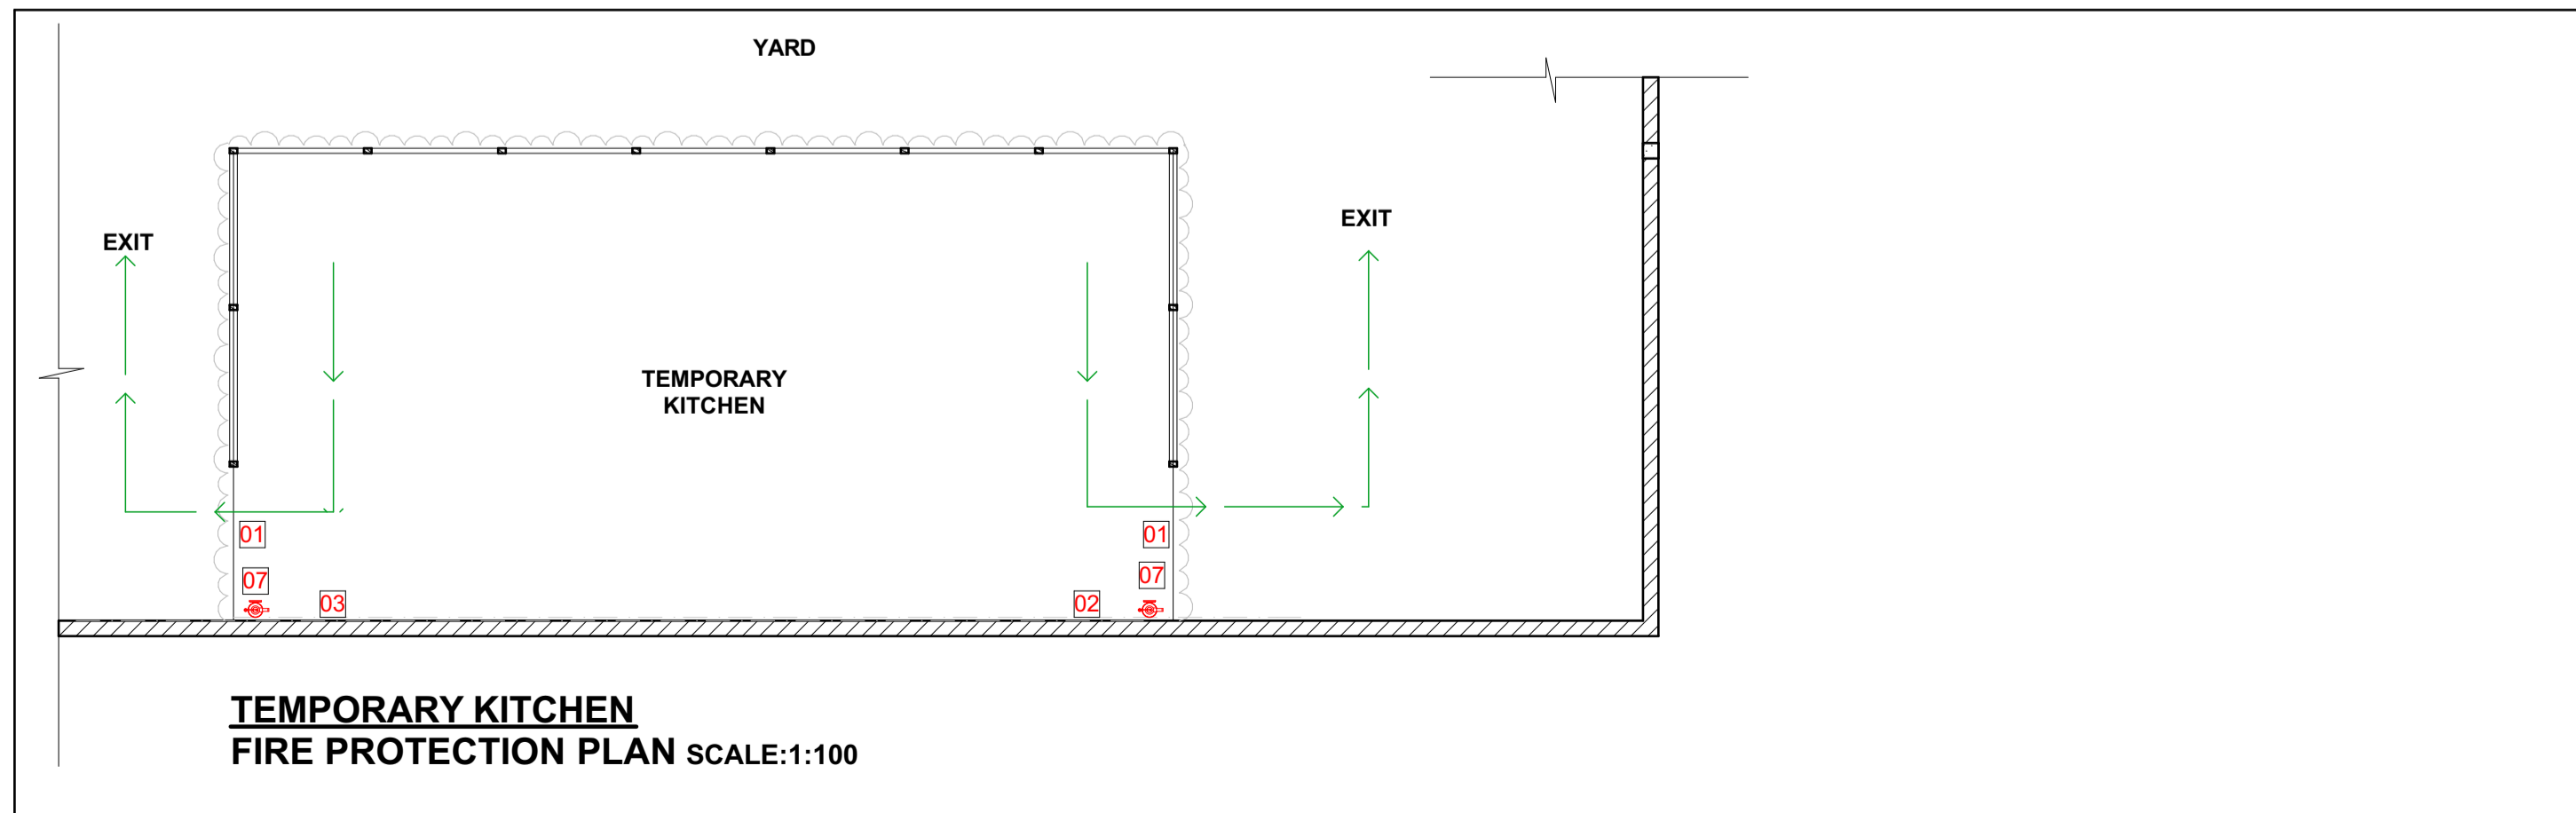 YARD
EXIT
EXIT
TEMPORARY
KITCHEN
01
01
07
07
03
02
TEMPORARY KITCHEN
FIRE PROTECTION PLAN SCALE:1:100